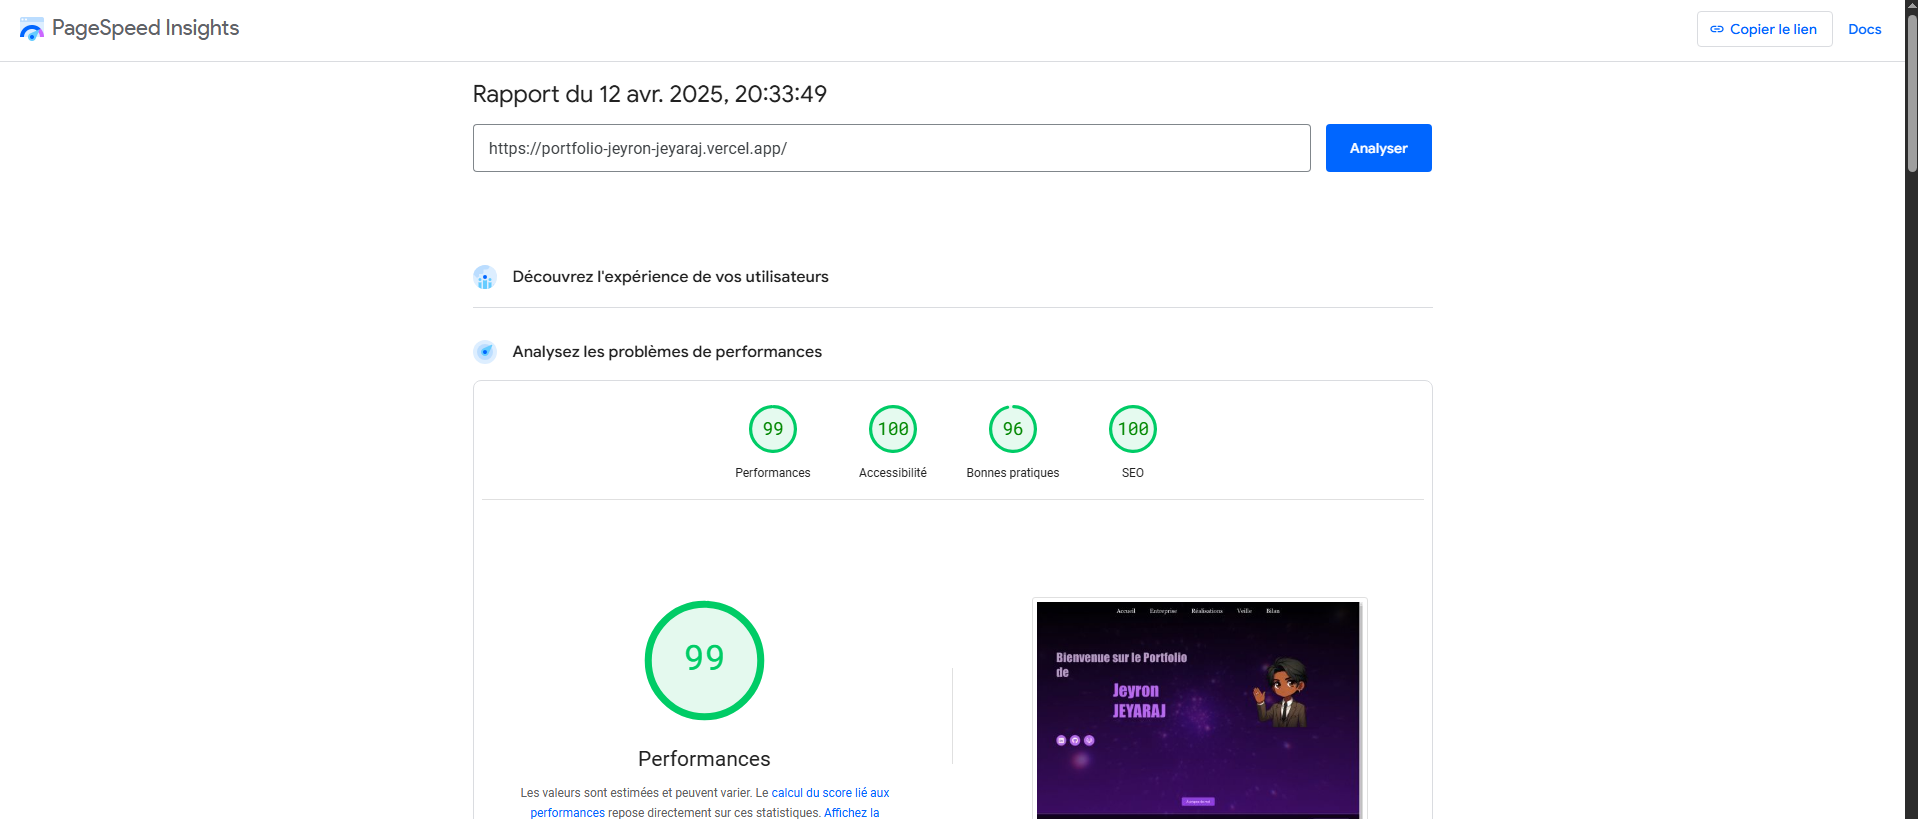 PageSpeed Insights
Copier le lien
Docs
Rapport du 12 avr. 2025, 20:33:49
https://portfolio-jeyron-jeyaraj.vercel.app/
Analyser
Découvrez l'expérience de vos utilisateurs
Analysez les problèmes de performances
99
100
96
100
Performances
Accessibilité
Bonnes pratiques
SEO
99
Performances
Les valeurs sont estimées et peuvent varier. Le calcul du score lié aux
performances repose directement sur ces statistiques. Affichez la
Accueil Entreprise Réalisations Veille Bilan
Bienvenue sur le Portfolio
de
Jeyron
JEYARAJ